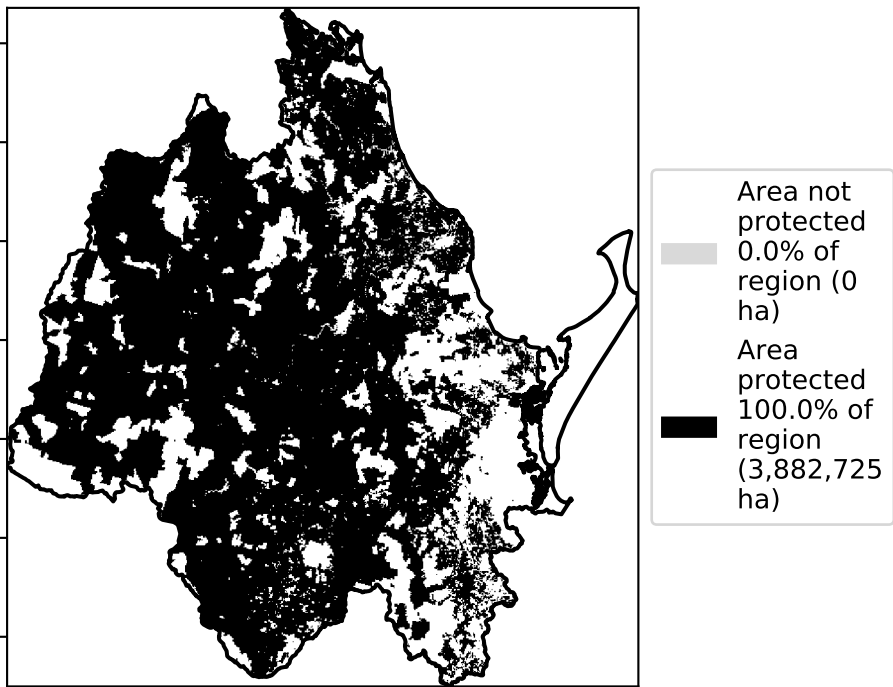 Area not
protected
0.0% of
region (0
ha)
Area
protected
100.0% of
region
(3,882,725
ha)